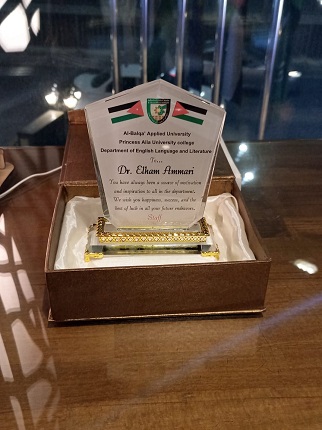 Al-Balqa' Applied University
Princess Alia University college
Department of English Language and Literature
To...
Dr. Elham Ammari
You have always been a source of motivation
and inspiration to all in the department.
We wish you happiness, success, and the
best of luck in all your future endeavors.
Staff